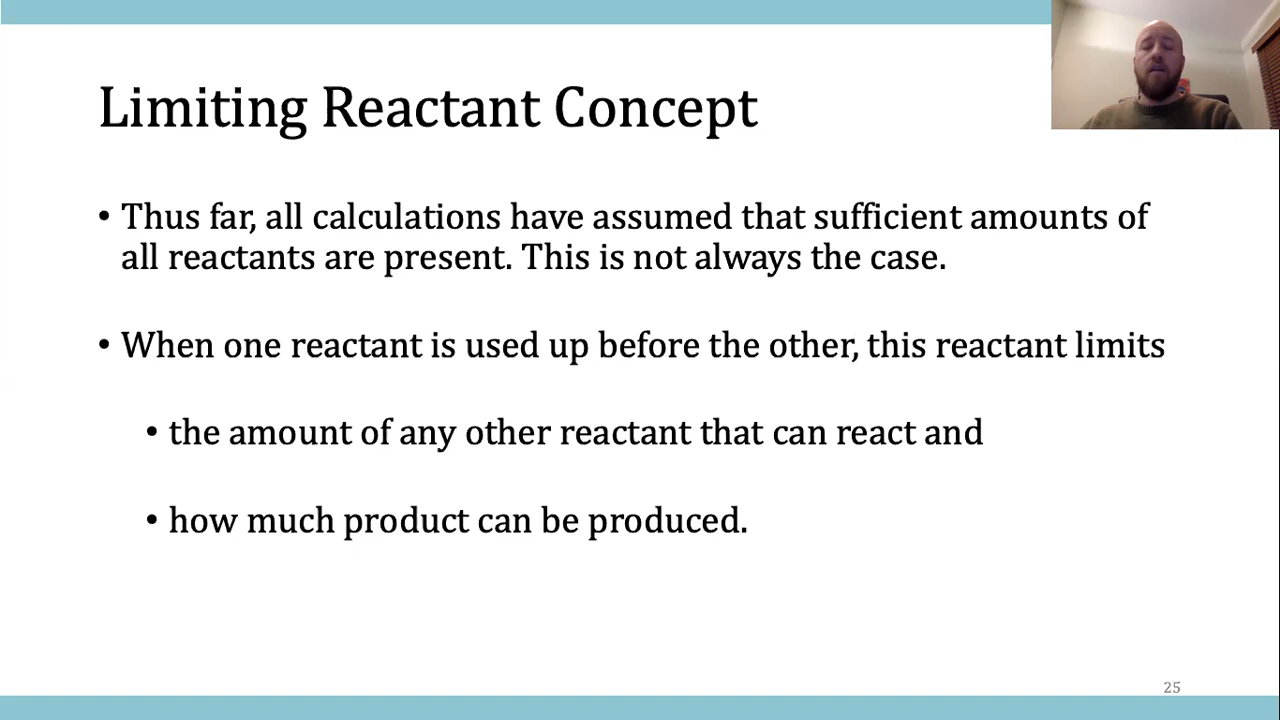 Limiting Reactant Concept
• Thus far, all calculations have assumed that sufficient amounts of
all reactants are present. This is not always the case.
• When one reactant is used up before the other, this reactant limits
• the amount of any other reactant that can react and
• how much product can be produced.
25